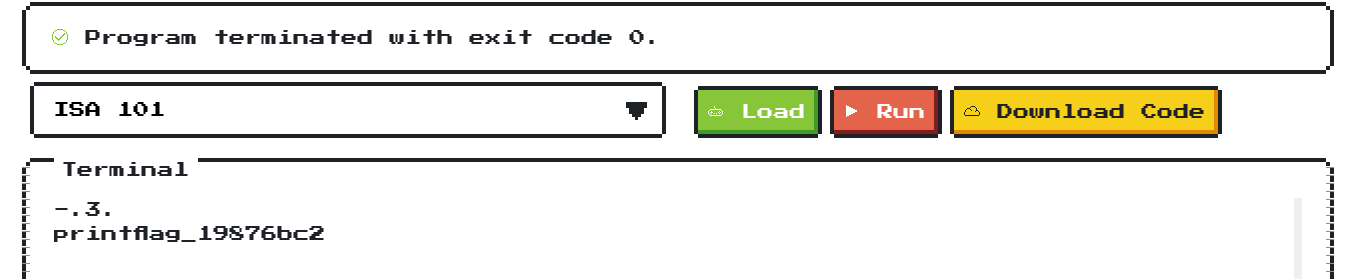 Program terminated with exit code 0.
ISA 101
Load
Run
Download Code
Terminal
-.3.
printflag_19876bc2